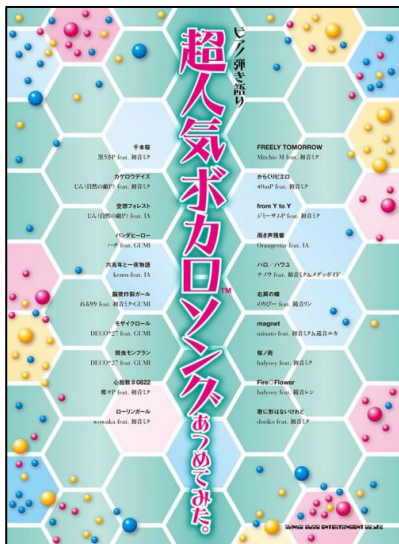 ピアノ弾き語り
超人気ボカロソング™
あつめてみた。
千本桜
黒うさP feat. 初音ミク
カゲロウデイズ
じん(自然の敵P) feat. 初音ミク
空想フォレスト
じん(自然の敵P) feat. IA
パンダヒーロー
ハチ feat. GUMI
六兆年と一夜物語
kemu feat. IA
脳漿炸裂ガール
れるりり feat. 初音ミク・GUMI
モザイクロール
DECO*27 feat. GUMI
弱虫モンブラン
DECO*27 feat. GUMI
心拍数♯0822
蝶々P feat. 初音ミク
ローリンガール
wowaka feat. 初音ミク
FREELY TOMORROW
Mitchie M feat. 初音ミク
からくりピエロ
40mP feat. 初音ミク
from Y to Y
ジミーサムP feat. 初音ミク
雨き声残響
Orangestar feat. IA
ハロ/ハワユ
ナノウ feat. 初音ミク
右肩の蝶
のりぴー feat. 鏡音リン
magnet
minato feat. 初音ミク&巡音ルカ
桜ノ雨
halyosy feat. 初音ミク
Fire◎Flower
halyosy feat. 鏡音レン
歌に形はないけれど
doriko feat. 初音ミク